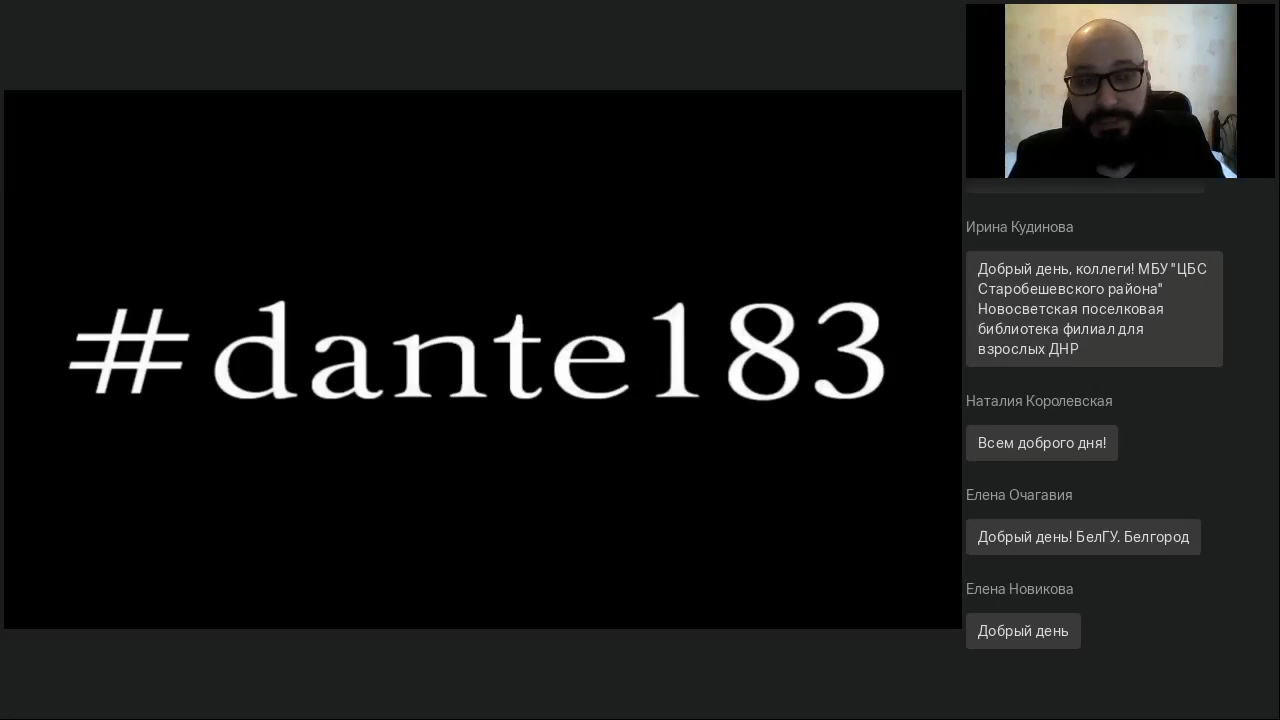 #dante183
Ирина Кудинова
Добрый день, коллеги! МБУ "ЦБС
Старобешевского района"
Новосветская поселковая
библиотека филиал для
взрослых ДНР
Наталия Королевская
Всем доброго дня!
Елена Очагавия
Добрый день! БелГУ. Белгород
Елена Новикова
Добрый день